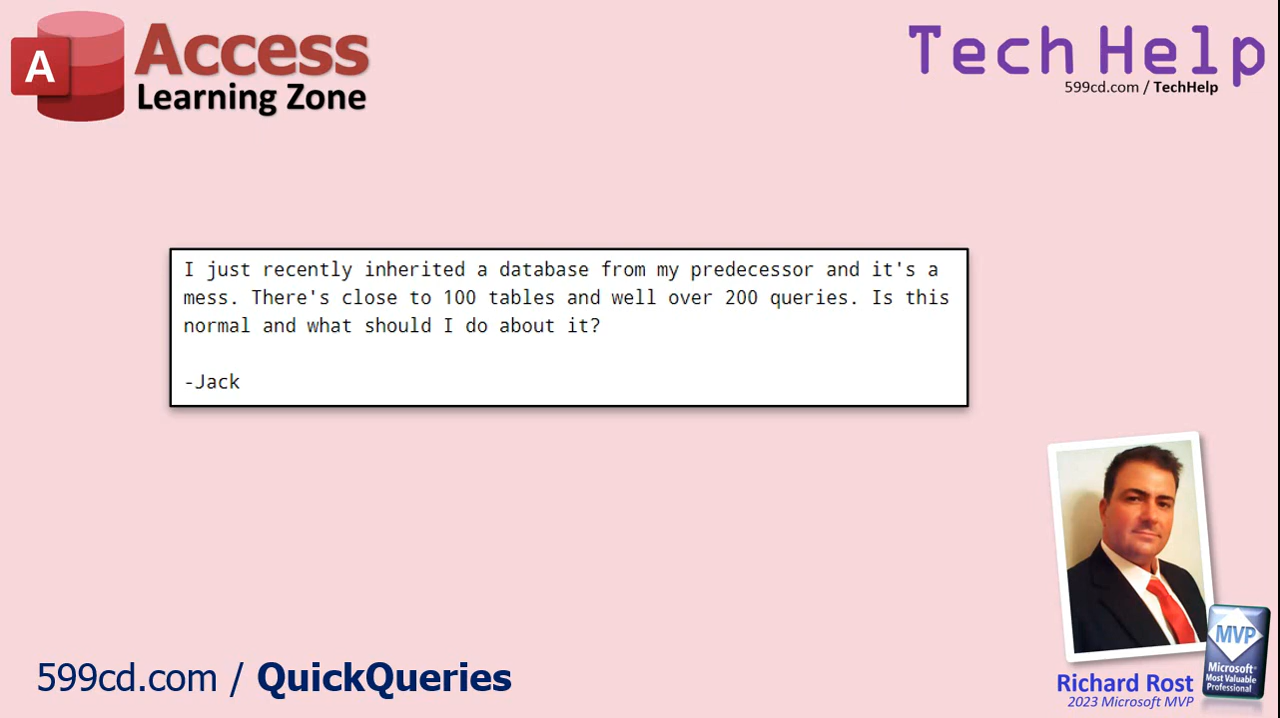 A
Access
Learning Zone
Tech Help
599cd.com / TechHelp
I just recently inherited a database from my predecessor and it's a
mess. There's close to 100 tables and well over 200 queries. Is this
normal and what should I do about it?
-Jack
MVP
Microsoft®
Most Valuable
Professional
Richard Rost
2023 Microsoft MVP
599cd.com / QuickQueries